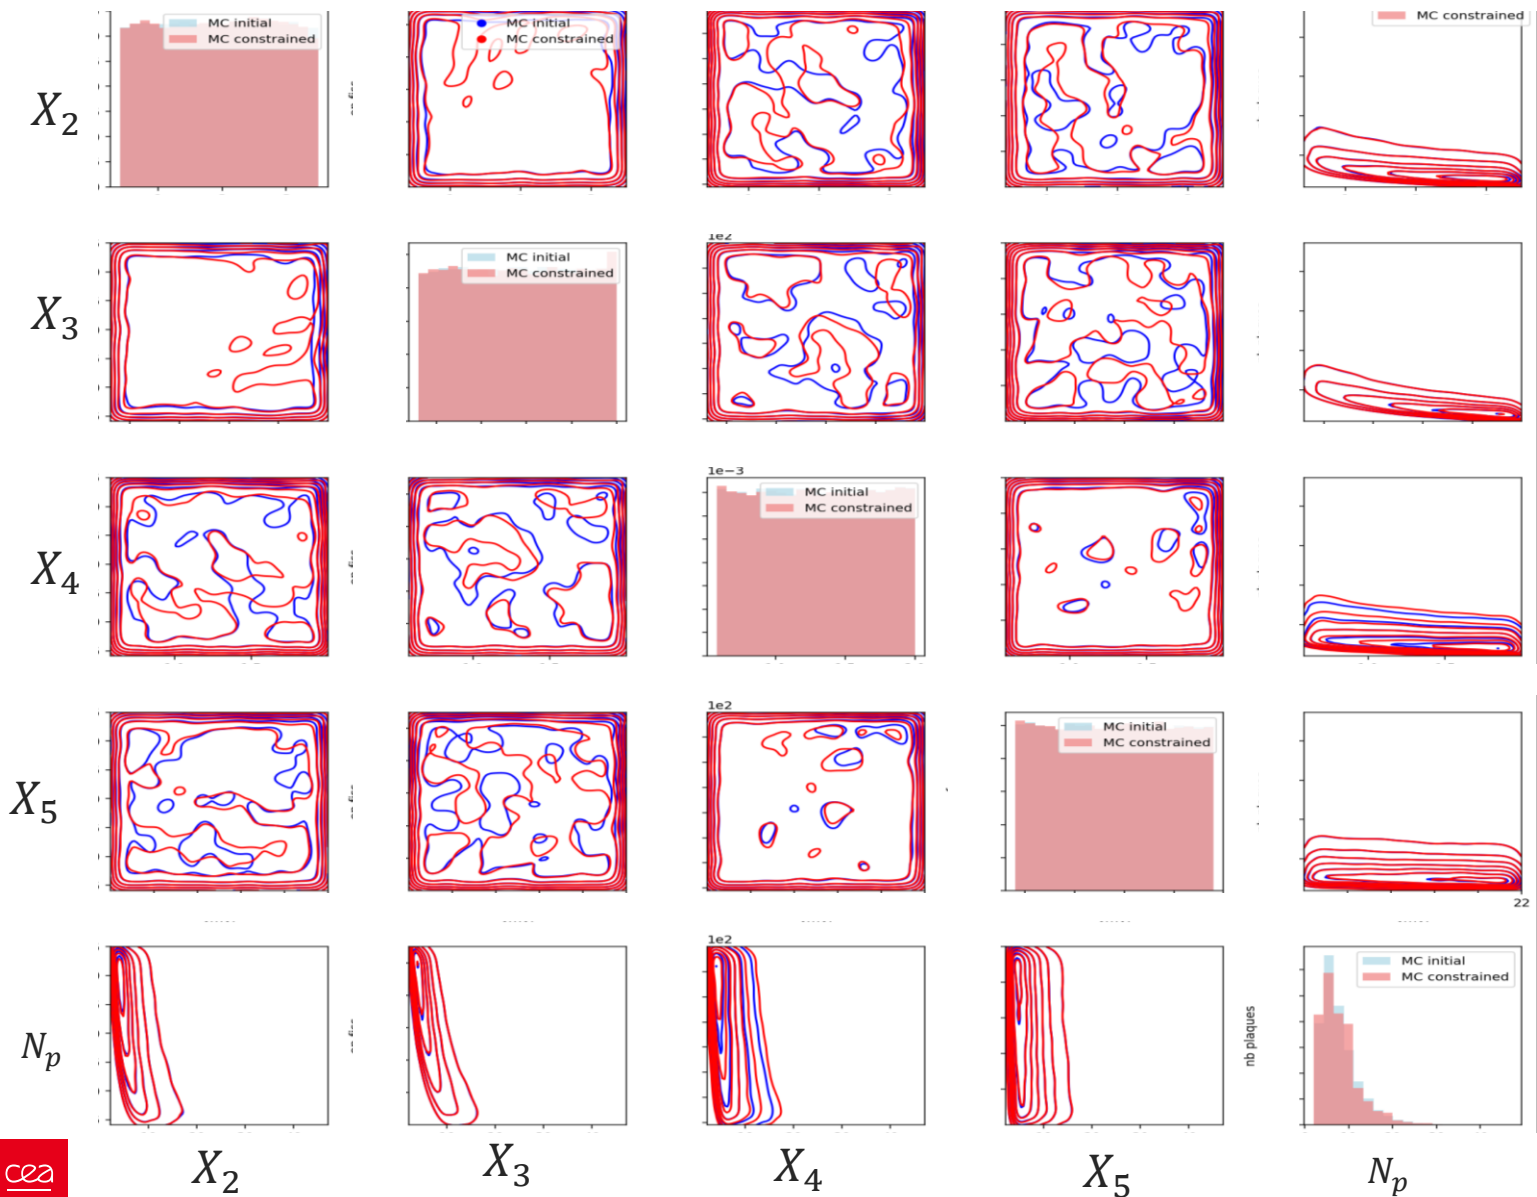 MC initial
MC constrained
MC initial
MC constrained
MC constrained
X₂
1e2
MC initial
MC constrained
X₃
1e−3
MC initial
MC constrained
X₄
1e2
MC initial
MC constrained
X₅
22
1e2
MC initial
MC constrained
N_p
nb plaques
cea
X₂
X₃
X₄
X₅
N_p